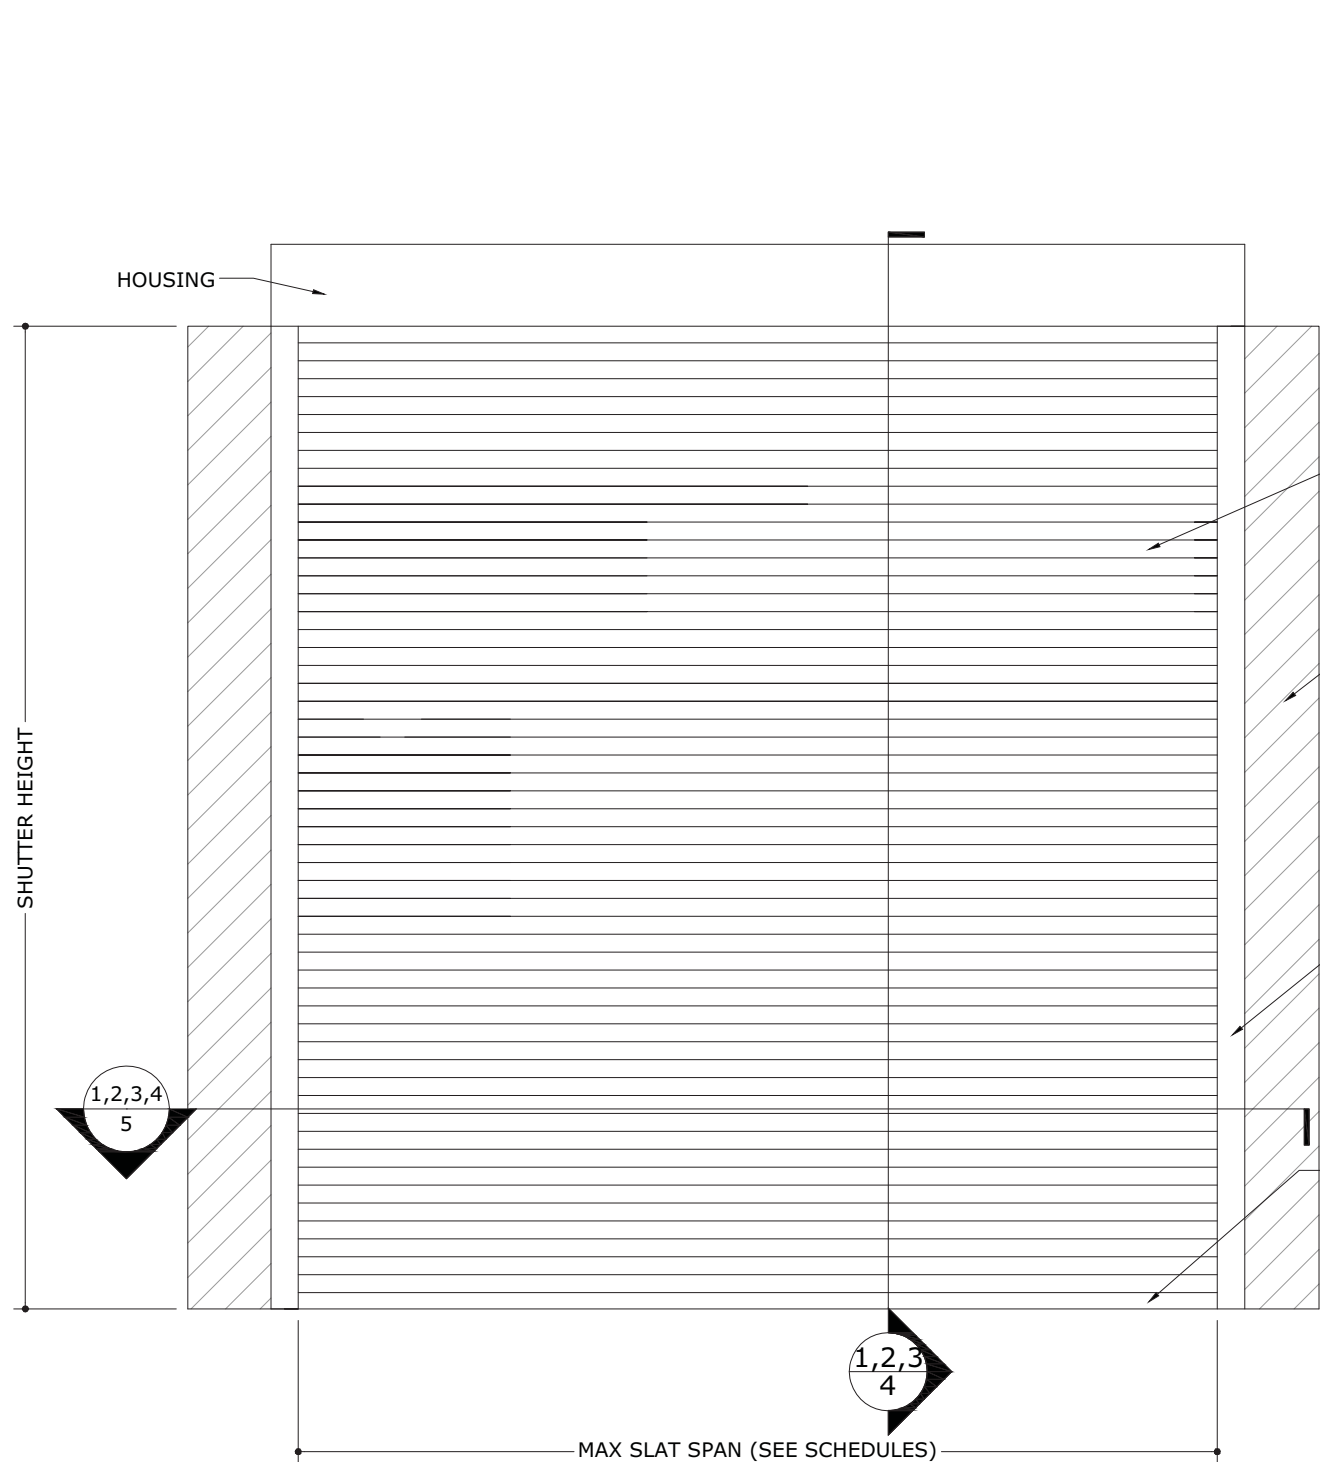 HOUSING
SHUTTER HEIGHT
1,2,3,4
5
1,2,3
4
MAX SLAT SPAN (SEE SCHEDULES)